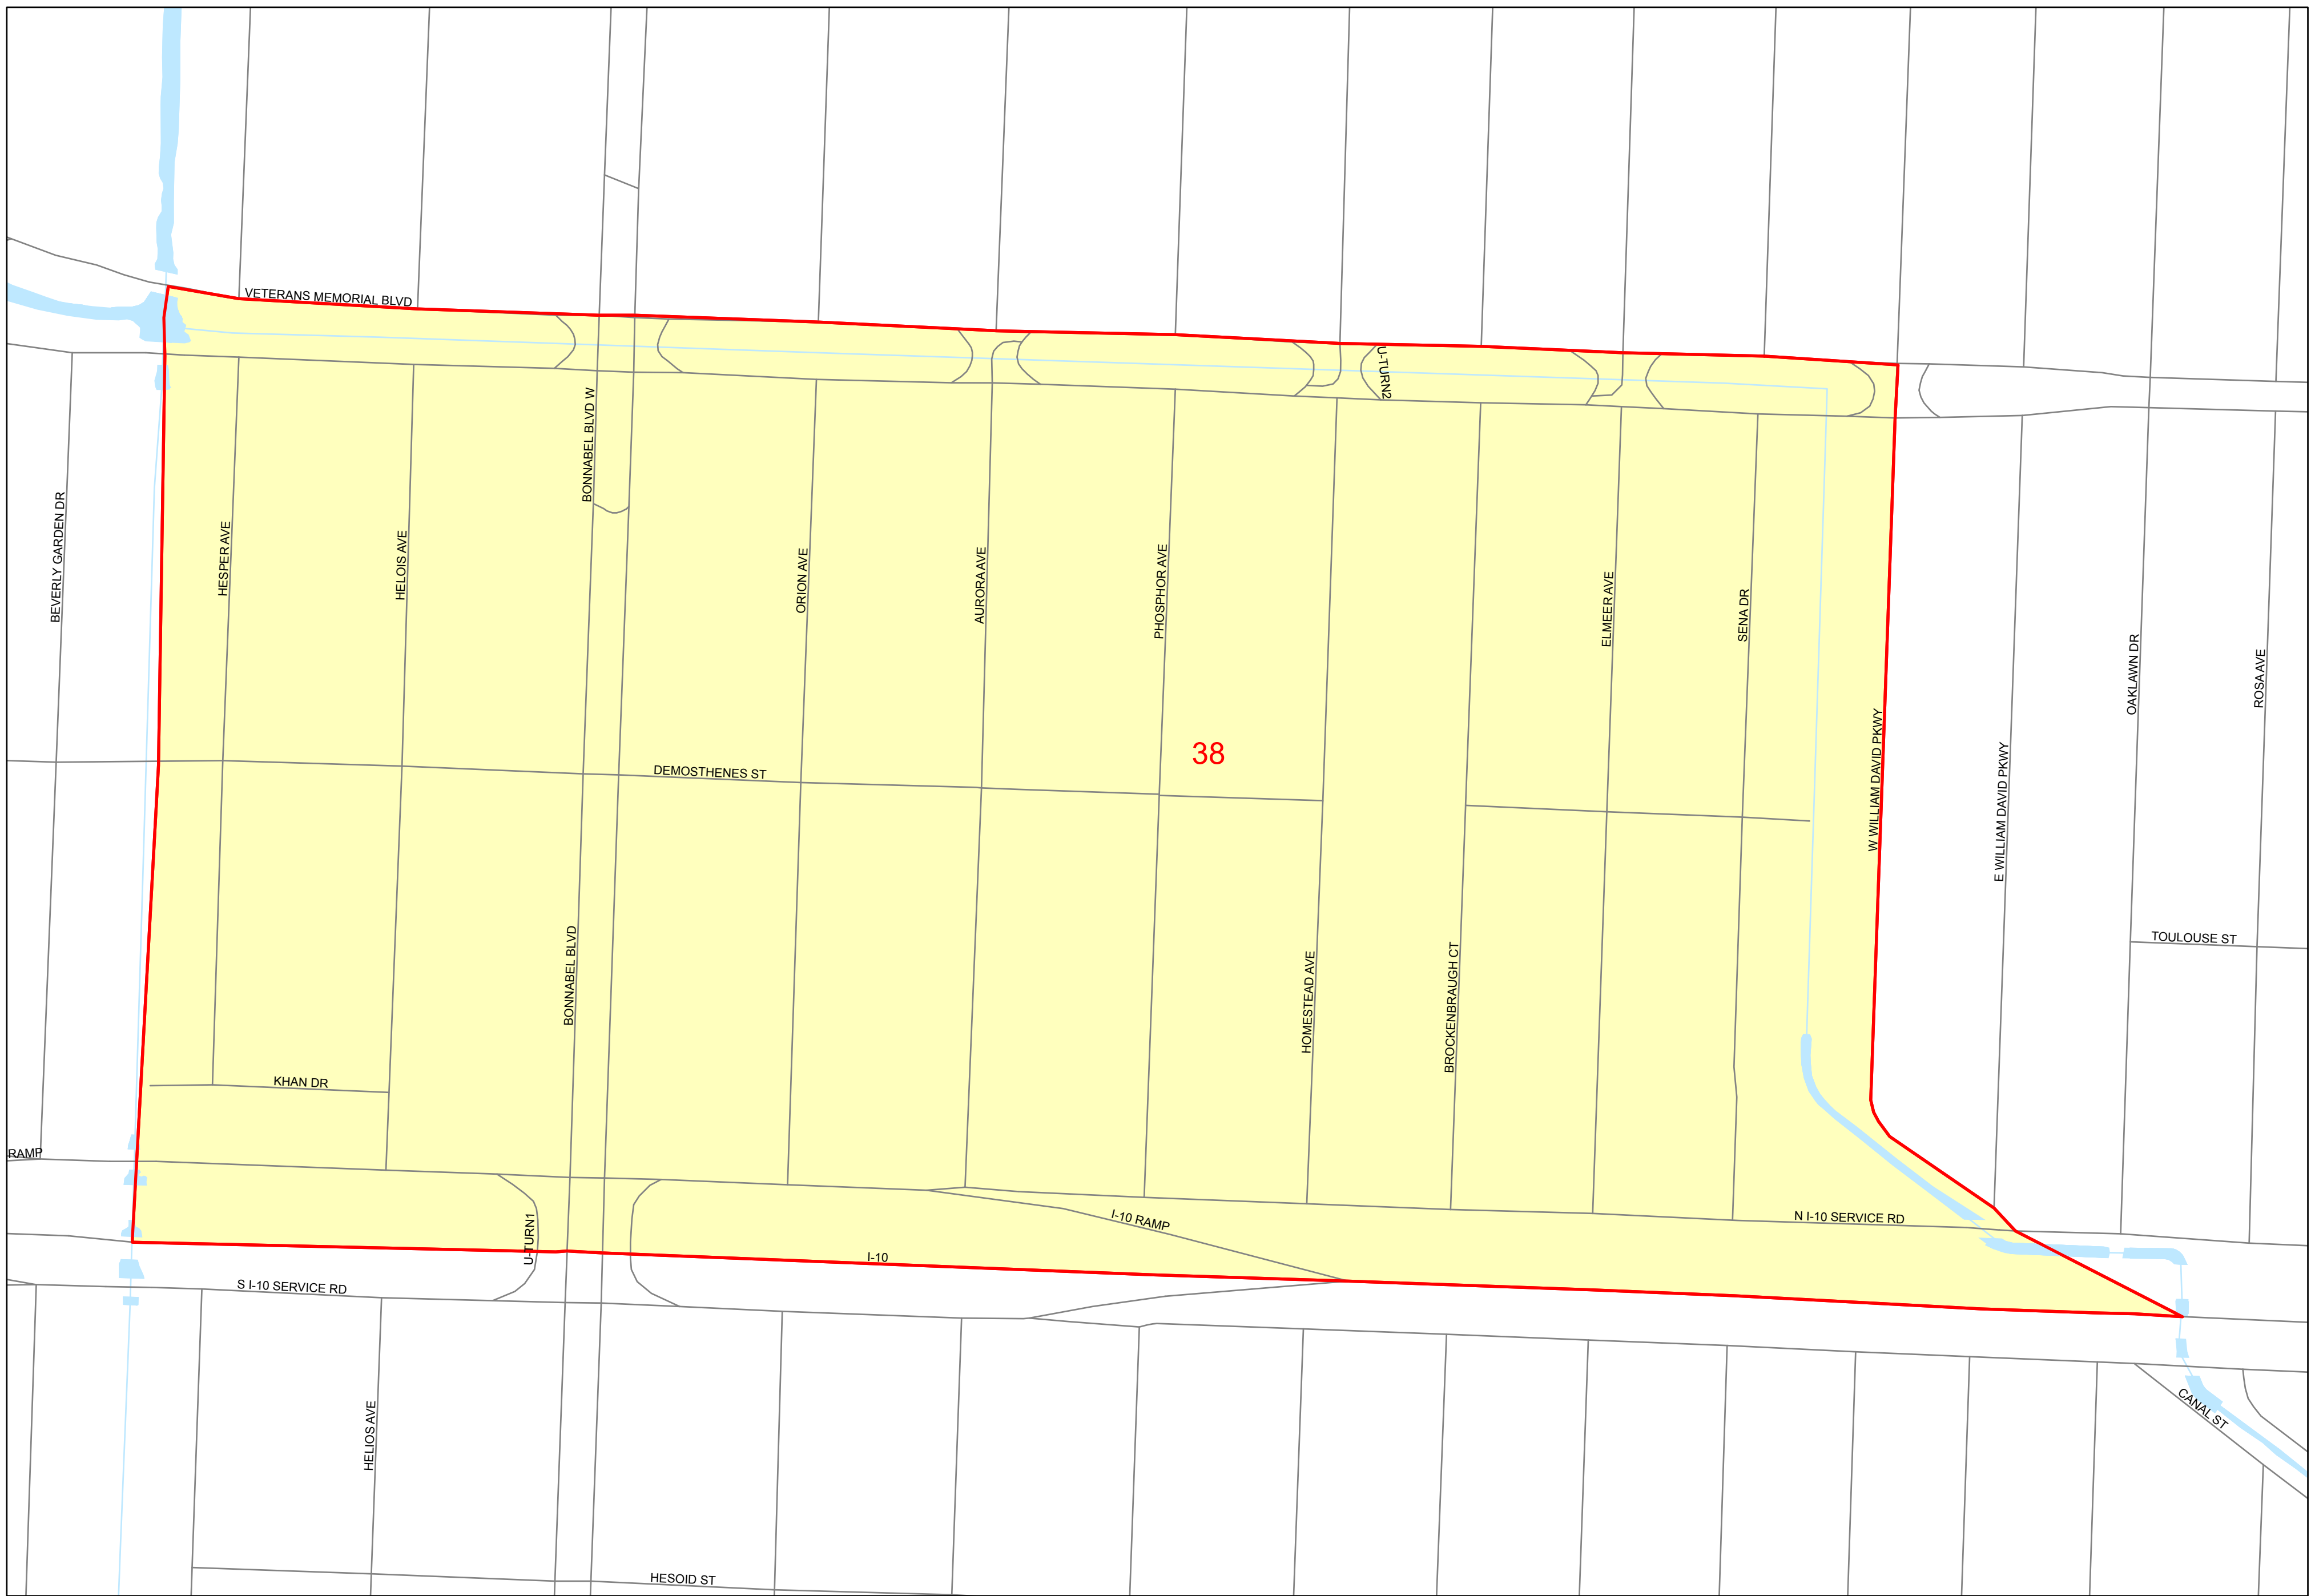 VETERANS MEMORIAL BLVD
U-TURN2
BONNABEL BLVD W
BEVERLY GARDEN DR
HESPER AVE
HELOIS AVE
ORION AVE
AURORA AVE
PHOSPHOR AVE
ELMEER AVE
SENA DR
OAKLAWN DR
ROSA AVE
W WILLIAM DAVID PKWY
E WILLIAM DAVID PKWY
38
DEMOSTHENES ST
TOULOUSE ST
BONNABEL BLVD
HOMESTEAD AVE
BROCKENBRAUGH CT
KHAN DR
RAMP
U-TURN1
I-10 RAMP
N I-10 SERVICE RD
I-10
S I-10 SERVICE RD
HELIOS AVE
CANAL ST
HESOID ST